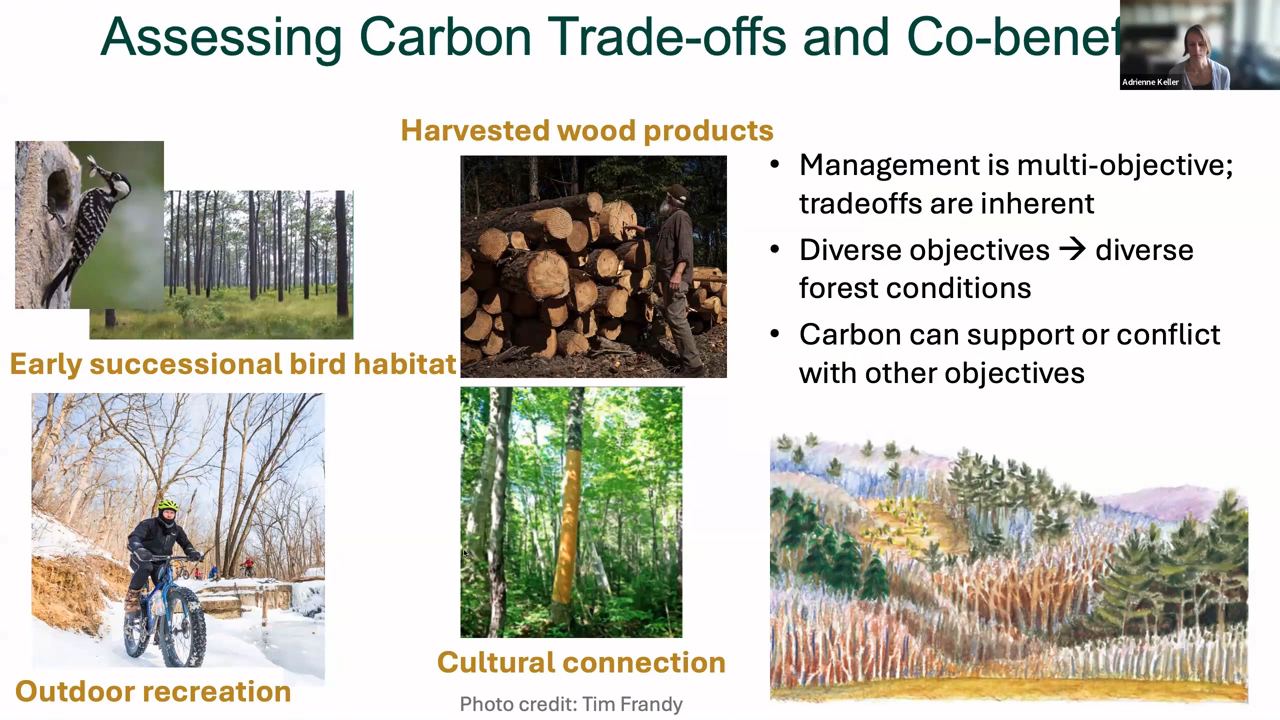 Assessing Carbon Trade-offs and Co-benef
Adrienne Keller
Harvested wood products
Early successional bird habitat
Outdoor recreation
Cultural connection
Photo credit: Tim Frandy
• Management is multi-objective;
tradeoffs are inherent
• Diverse objectives → diverse
forest conditions
• Carbon can support or conflict
with other objectives